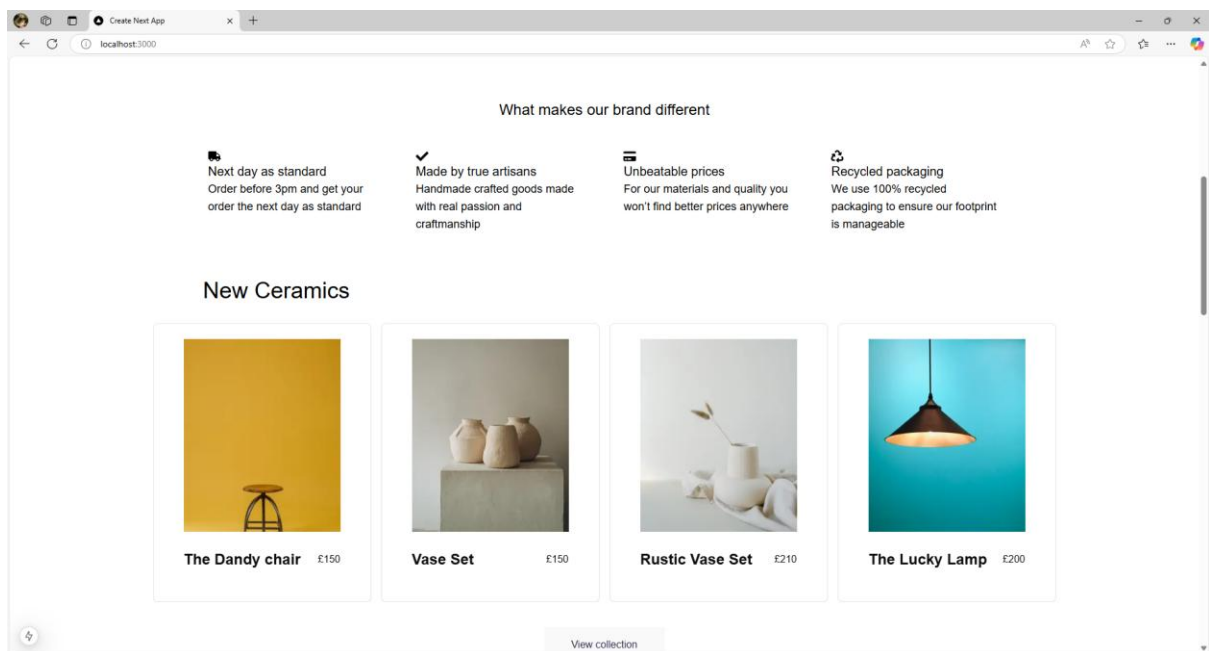 Create Next App
localhost:3000
What makes our brand different
Next day as standard
Order before 3pm and get your
order the next day as standard
Made by true artisans
Handmade crafted goods made
with real passion and
craftmanship
Unbeatable prices
For our materials and quality you
won't find better prices anywhere
Recycled packaging
We use 100% recycled
packaging to ensure our footprint
is manageable
New Ceramics
The Dandy chair £150
Vase Set £150
Rustic Vase Set £210
The Lucky Lamp £200
View collection